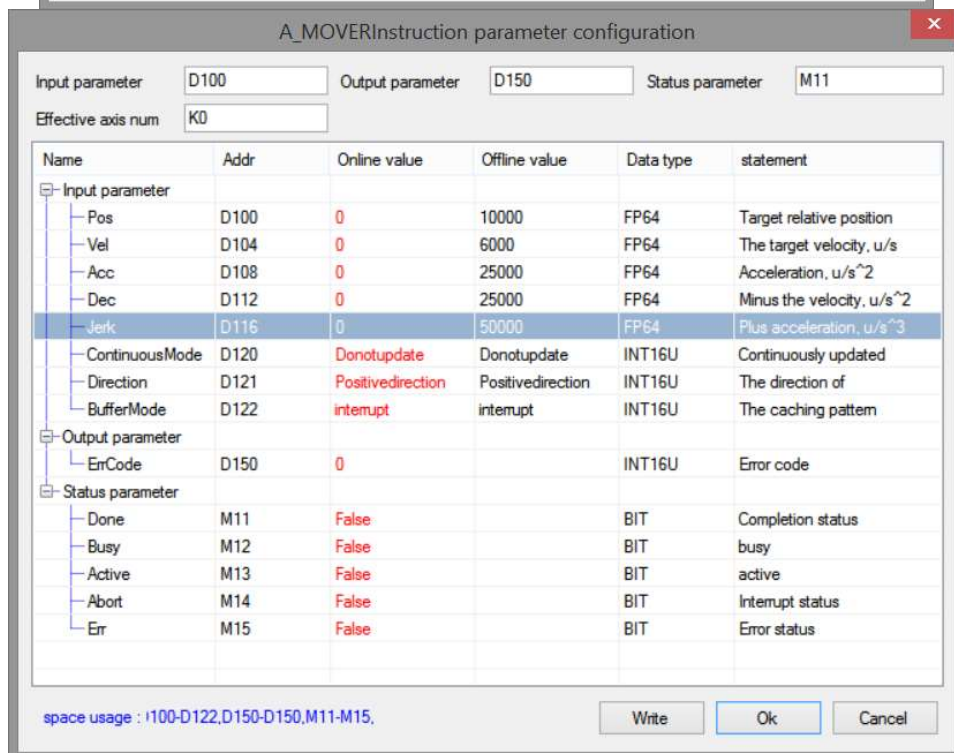 A_MOVERInstruction parameter configuration
Input parameter D100 Output parameter D150 Status parameter M11
Effective axis num K0
Name Addr Online value Offline value Data type statement
Input parameter
Pos D100 0 10000 FP64 Target relative position
Vel D104 0 6000 FP64 The target velocity, u/s
Acc D108 0 25000 FP64 Acceleration, u/s^2
Dec D112 0 25000 FP64 Minus the velocity, u/s^2
Jerk D116 0 50000 FP64 Plus acceleration, u/s^3
ContinuousMode D120 Donotupdate Donotupdate INT16U Continuously updated
Direction D121 Positivedirection Positivedirection INT16U The direction of
BufferMode D122 interrupt interrupt INT16U The caching pattern
Output parameter
ErrCode D150 0 INT16U Error code
Status parameter
Done M11 False BIT Completion status
Busy M12 False BIT busy
Active M13 False BIT active
Abort M14 False BIT Interrupt status
Err M15 False BIT Error status
space usage : 100-D122,D150-D150,M11-M15,
Write Ok Cancel